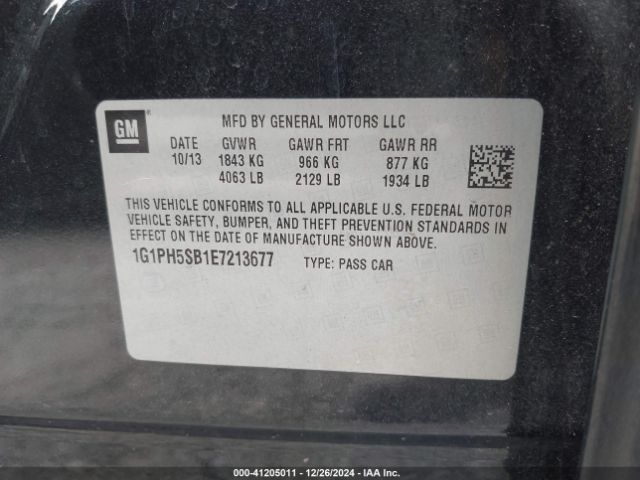 GM
MFD BY GENERAL MOTORS LLC
DATE GVWR GAWR FRT GAWR RR
10/13 1843 KG 966 KG 877 KG
4063 LB 2129 LB 1934 LB
THIS VEHICLE CONFORMS TO ALL APPLICABLE U.S. FEDERAL MOTOR
VEHICLE SAFETY, BUMPER, AND THEFT PREVENTION STANDARDS IN
EFFECT ON THE DATE OF MANUFACTURE SHOWN ABOVE.
1G1PH5SB1E7213677 TYPE: PASS CAR
000-41205011 — 12/26/2024 — IAA Inc.